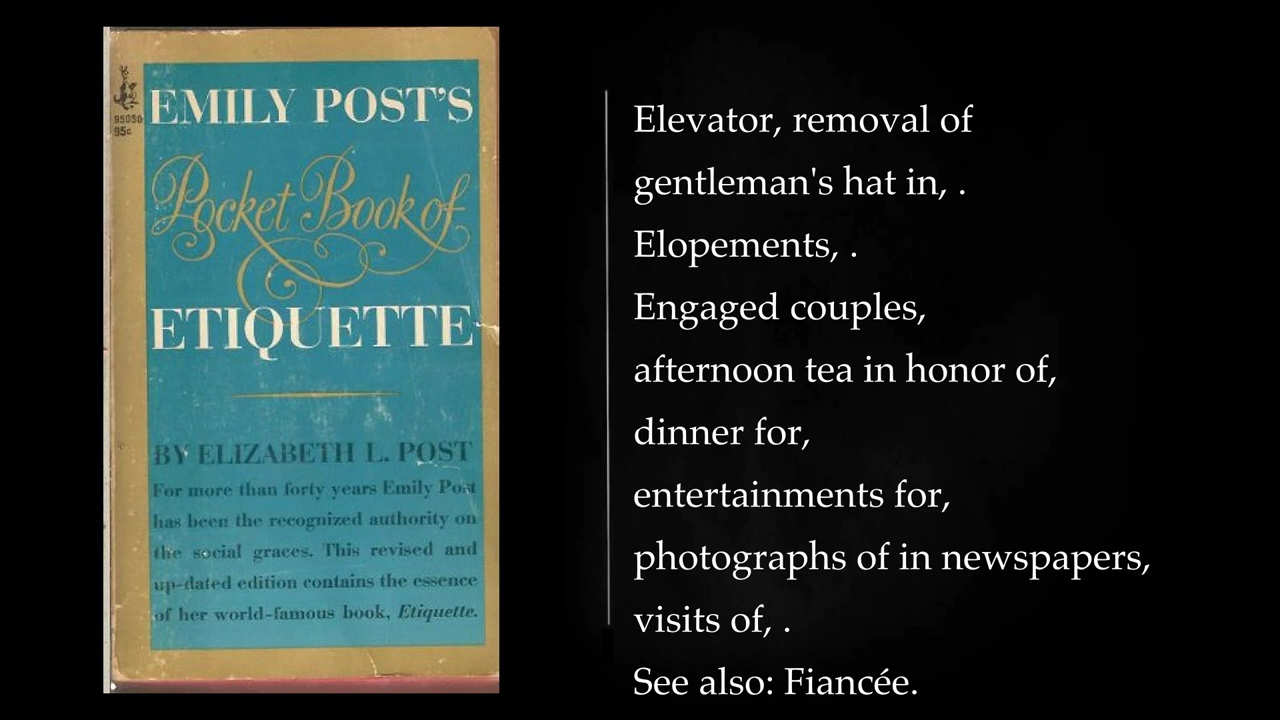 95050
95c
EMILY POST'S
Pocket Book of
ETIQUETTE
BY ELIZABETH L. POST
For more than forty years Emily Post
has been the recognized authority on
the social graces. This revised and
up-dated edition contains the essence
of her world-famous book, Etiquette.
Elevator, removal of
gentleman's hat in, .
Elopements, .
Engaged couples,
afternoon tea in honor of,
dinner for,
entertainments for,
photographs of in newspapers,
visits of, .
See also: Fiancée.